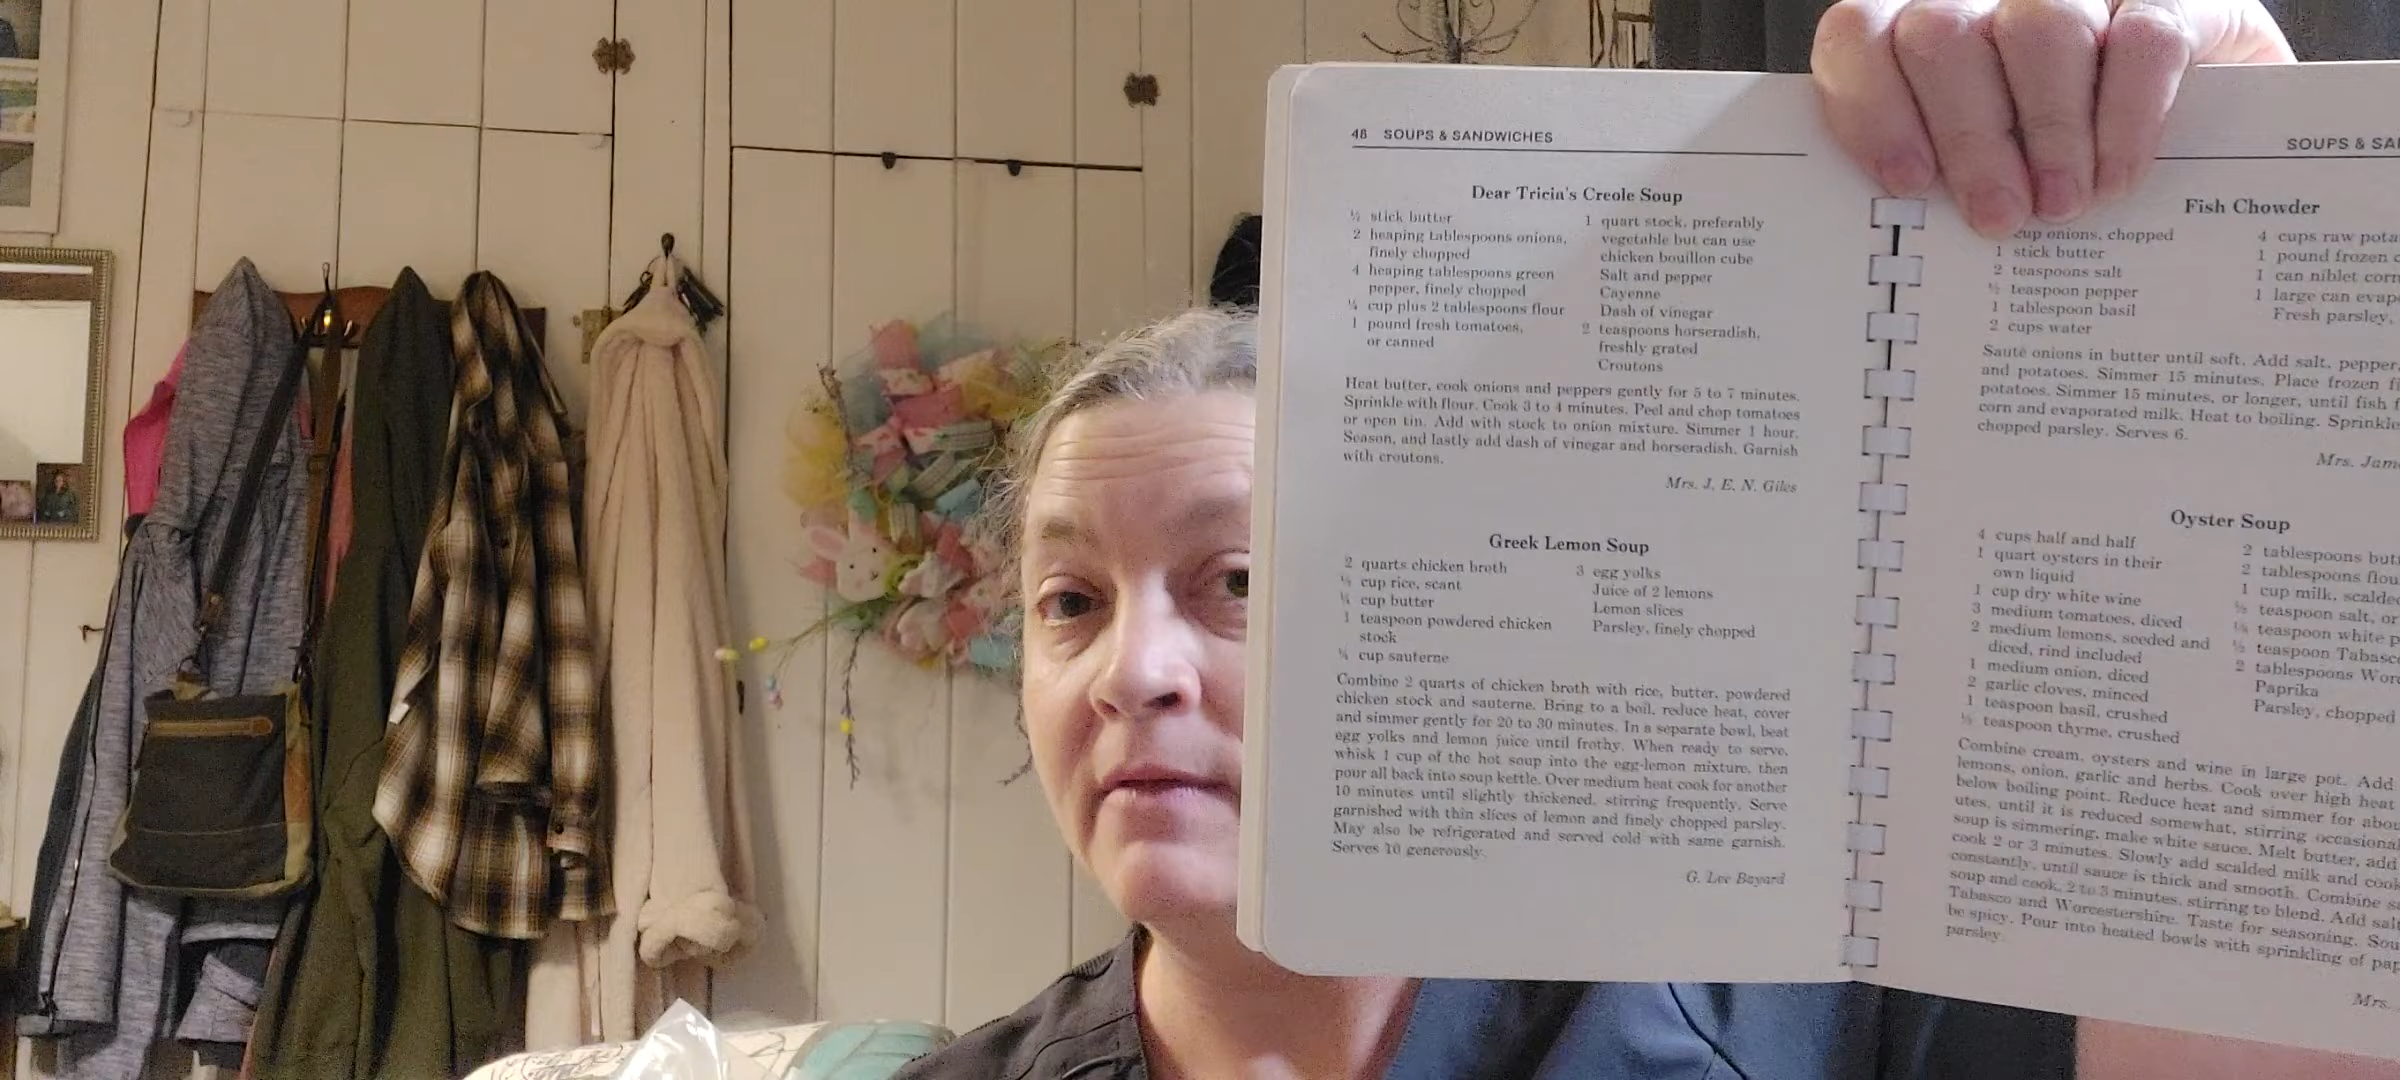 48 SOUPS & SANDWICHES
Dear Tricia's Creole Soup
½ stick butter
2 heaping tablespoons onions,
finely chopped
4 heaping tablespoons green
pepper, finely chopped
¼ cup plus 2 tablespoons flour
1 pound fresh tomatoes,
or canned
1 quart stock, preferably
vegetable but can use
chicken bouillon cube
Salt and pepper
Cayenne
Dash of vinegar
2 teaspoons horseradish,
freshly grated
Croutons
Heat butter, cook onions and peppers gently for 5 to 7 minutes.
Sprinkle with flour. Cook 3 to 4 minutes. Peel and chop tomatoes
or open tin. Add with stock to onion mixture. Simmer 1 hour.
Season, and lastly add dash of vinegar and horseradish. Garnish
with croutons.
Mrs. J. E. N. Giles
Greek Lemon Soup
2 quarts chicken broth
cup rice, scant
¼ cup butter
1 teaspoon powdered chicken
stock
cup sauterne
3 egg yolks
Juice of 2 lemons
Lemon slices
Parsley, finely chopped
Combine 2 quarts of chicken broth with rice, butter, powdered
chicken stock and sauterne. Bring to a boil, reduce heat, cover
and simmer gently for 20 to 30 minutes. In a separate bowl, beat
egg yolks and lemon juice until frothy. When ready to serve,
whisk 1 cup of the hot soup into the egg-lemon mixture, then
pour all back into soup kettle. Over medium heat cook for another
10 minutes until slightly thickened, stirring frequently. Serve
garnished with thin slices of lemon and finely chopped parsley.
May also be refrigerated and served cold with same garnish.
Serves 10 generously.
G. Lee Bayard
SOUPS & SA
Fish Chowder
cup onions, chopped
1 stick butter
2 teaspoons salt
½ teaspoon pepper
1 tablespoon basil
2 cups water
4 cups raw pota
1 pound frozen
1 can niblet corn
1 large can evap
Fresh parsley,
Sauté onions in butter until soft. Add salt, pepper,
and potatoes. Simmer 15 minutes. Place frozen fi
potatoes. Simmer 15 minutes, or longer, until fish f
corn and evaporated milk. Heat to boiling. Sprinkle
chopped parsley. Serves 6.
Mrs. Jam
Oyster Soup
4 cups half and half
1 quart oysters in their
own liquid
1 cup dry white wine
3 medium tomatoes, diced
2 medium lemons, seeded and
diced, rind included
1 medium onion, diced
2 garlic cloves, minced
1 teaspoon basil, crushed
½ teaspoon thyme, crushed
2 tablespoons but
2 tablespoons flou
1 cup milk, scalded
½ teaspoon salt, or
teaspoon white p
½ teaspoon Tabasc
2 tablespoons Wor
Paprika
Parsley, chopped
Combine cream, oysters and wine in large pot. Add
lemons, onion, garlic and herbs. Cook over high heat
below boiling point. Reduce heat and simmer for abou
utes, until it is reduced somewhat, stirring occasional
soup is simmering, make white sauce. Melt butter, add
cook 2 or 3 minutes. Slowly add scalded milk and cook
constantly, until sauce is thick and smooth. Combine s
soup and cook, 2 to 3 minutes, stirring to blend. Add sal
Tabasco and Worcestershire. Taste for seasoning. Sou
be spicy. Pour into heated bowls with sprinkling of pap
parsley.
Mrs.